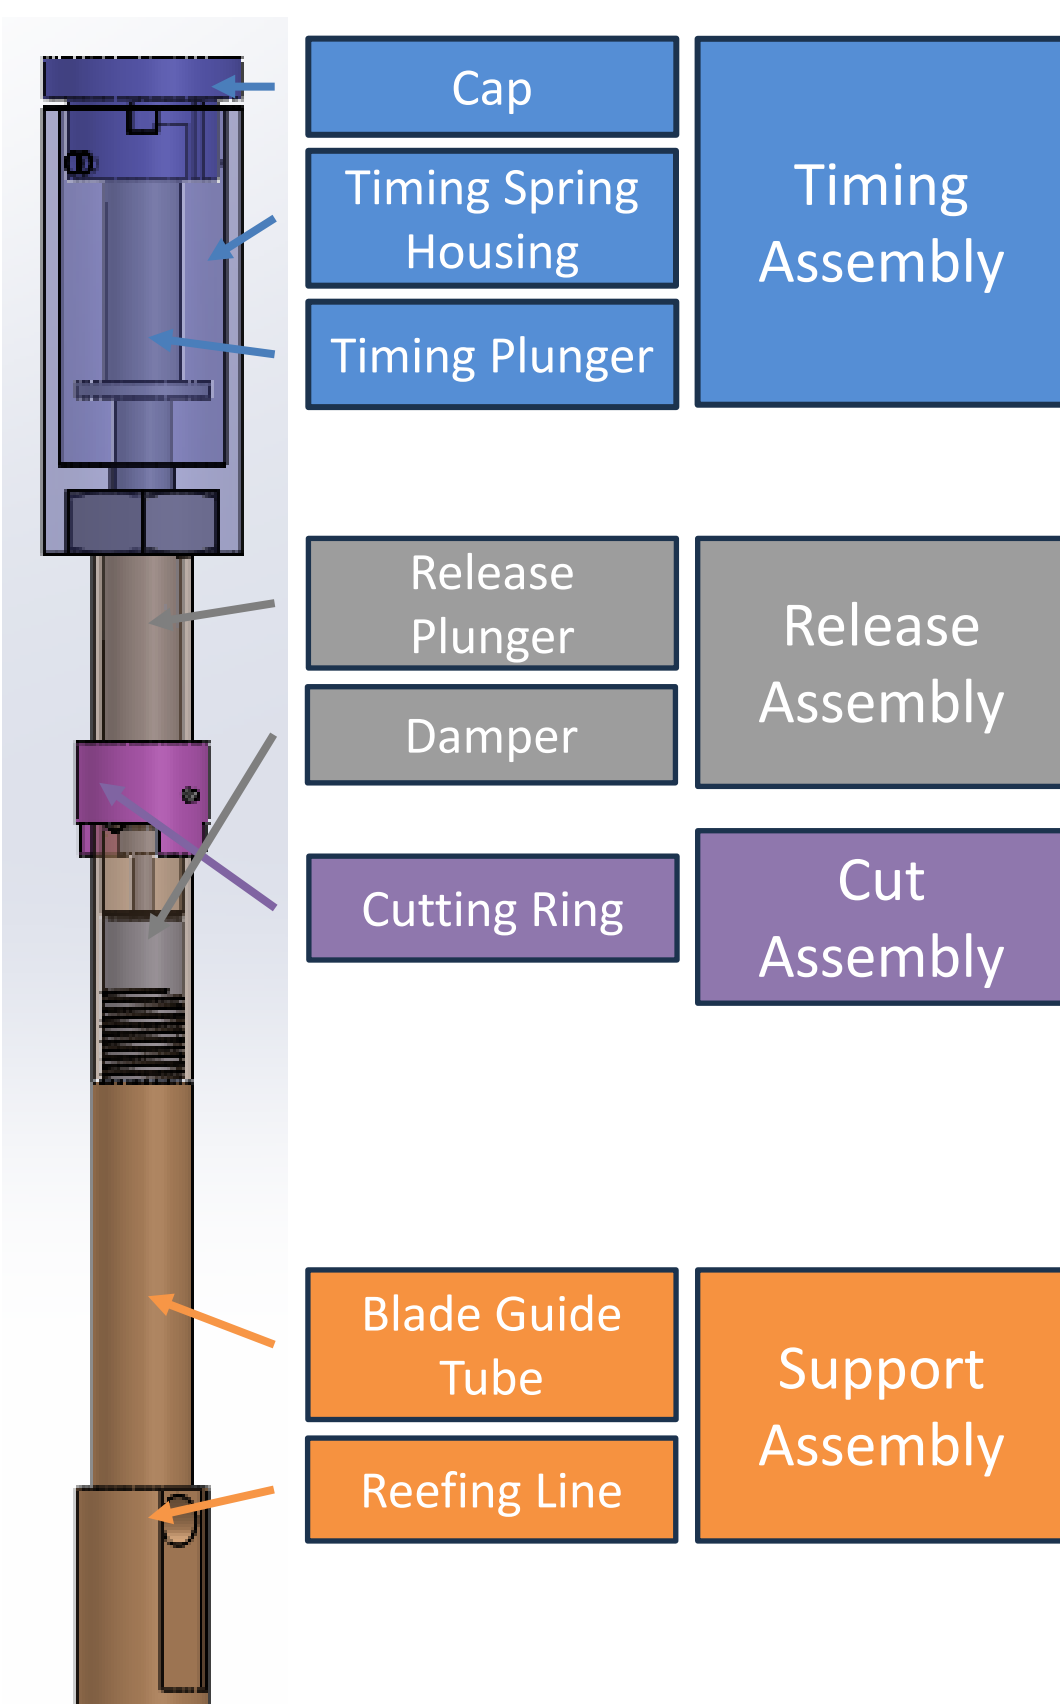 Cap
Timing Spring
Housing
Timing Plunger
Timing
Assembly
Release
Plunger
Damper
Release
Assembly
Cutting Ring
Cut
Assembly
Blade Guide
Tube
Reefing Line
Support
Assembly